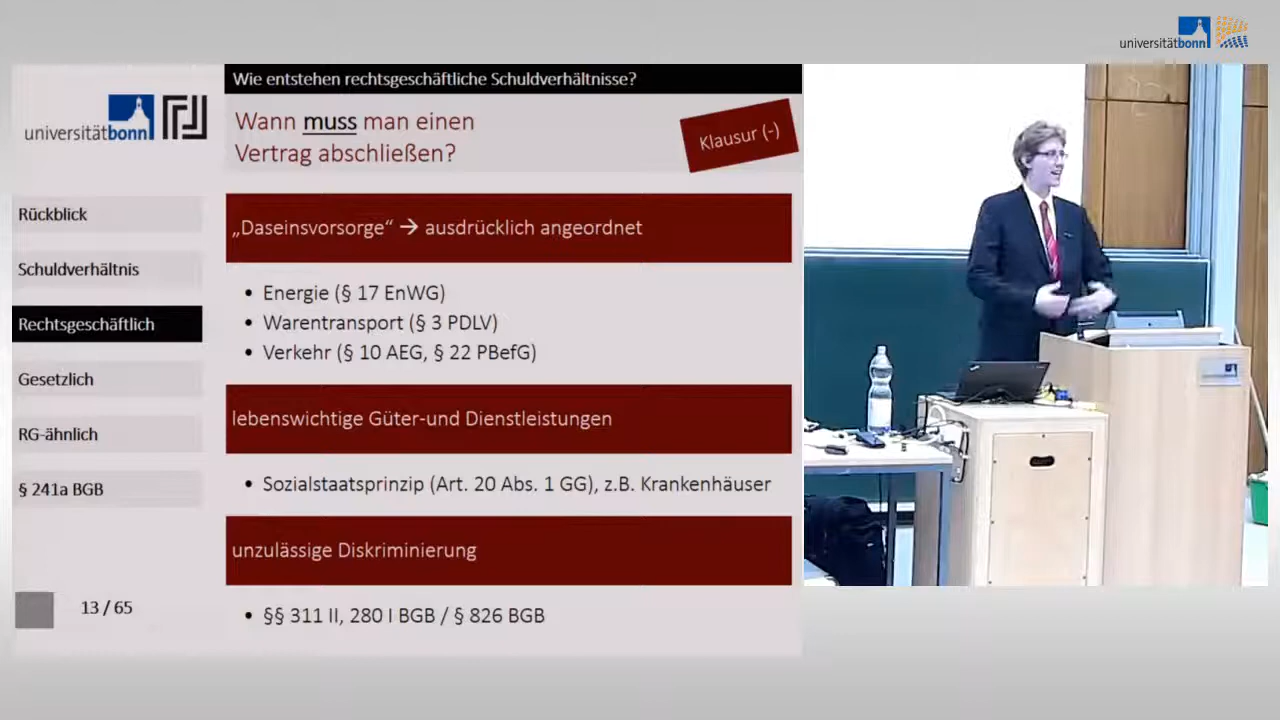 universitätbonn
Wie entstehen rechtsgeschäftliche Schuldverhältnisse?
universitätbonn
Wann muss man einen
Vertrag abschließen?
Klausur (-)
Rückblick
Schuldverhältnis
Rechtsgeschäftlich
Gesetzlich
RG-ähnlich
§ 241a BGB
13 / 65
„Daseinsvorsorge“ → ausdrücklich angeordnet
• Energie (§ 17 EnWG)
• Warentransport (§ 3 PDLV)
• Verkehr (§ 10 AEG, § 22 PBefG)
lebenswichtige Güter-und Dienstleistungen
• Sozialstaatsprinzip (Art. 20 Abs. 1 GG), z.B. Krankenhäuser
unzulässige Diskriminierung
• §§ 311 II, 280 I BGB / § 826 BGB